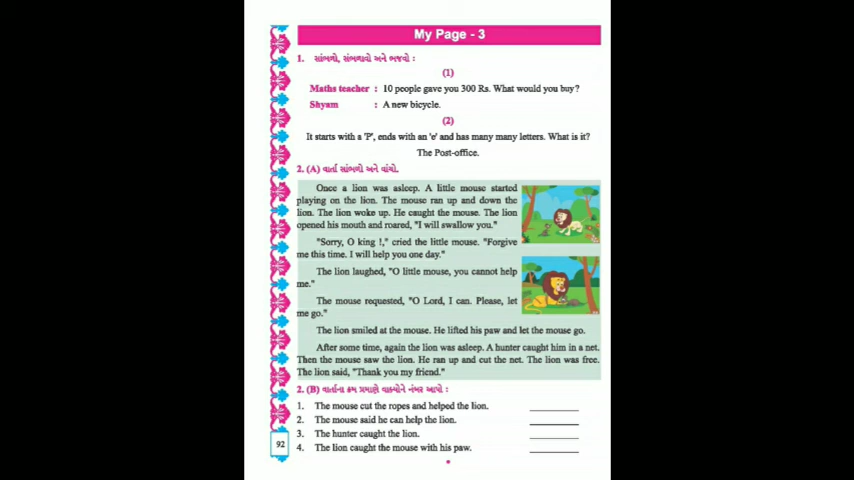 My Page - 3
1. સાંભળો, સંભળાવો અને ભજવો :
(1)
Maths teacher : 10 people gave you 300 Rs. What would you buy?
Shyam : A new bicycle.
(2)
It starts with a 'P', ends with an 'e' and has many many letters. What is it?
The Post-office.
2. (A) વાર્તા સાંભળો અને વાંચો.
Once a lion was asleep. A little mouse started
playing on the lion. The mouse ran up and down the
lion. The lion woke up. He caught the mouse. The lion
opened his mouth and roared, "I will swallow you."
"Sorry, O king !," cried the little mouse. "Forgive
me this time. I will help you one day."
The lion laughed, "O little mouse, you cannot help
me."
The mouse requested, "O Lord, I can. Please, let
me go."
The lion smiled at the mouse. He lifted his paw and let the mouse go.
After some time, again the lion was asleep. A hunter caught him in a net.
Then the mouse saw the lion. He ran up and cut the net. The lion was free.
The lion said, "Thank you my friend."
2. (B) વાર્તાના ક્રમ પ્રમાણે વાક્યોને નંબર આપો :
1. The mouse cut the ropes and helped the lion. ________
2. The mouse said he can help the lion. ________
3. The hunter caught the lion. ________
4. The lion caught the mouse with his paw. ________
92